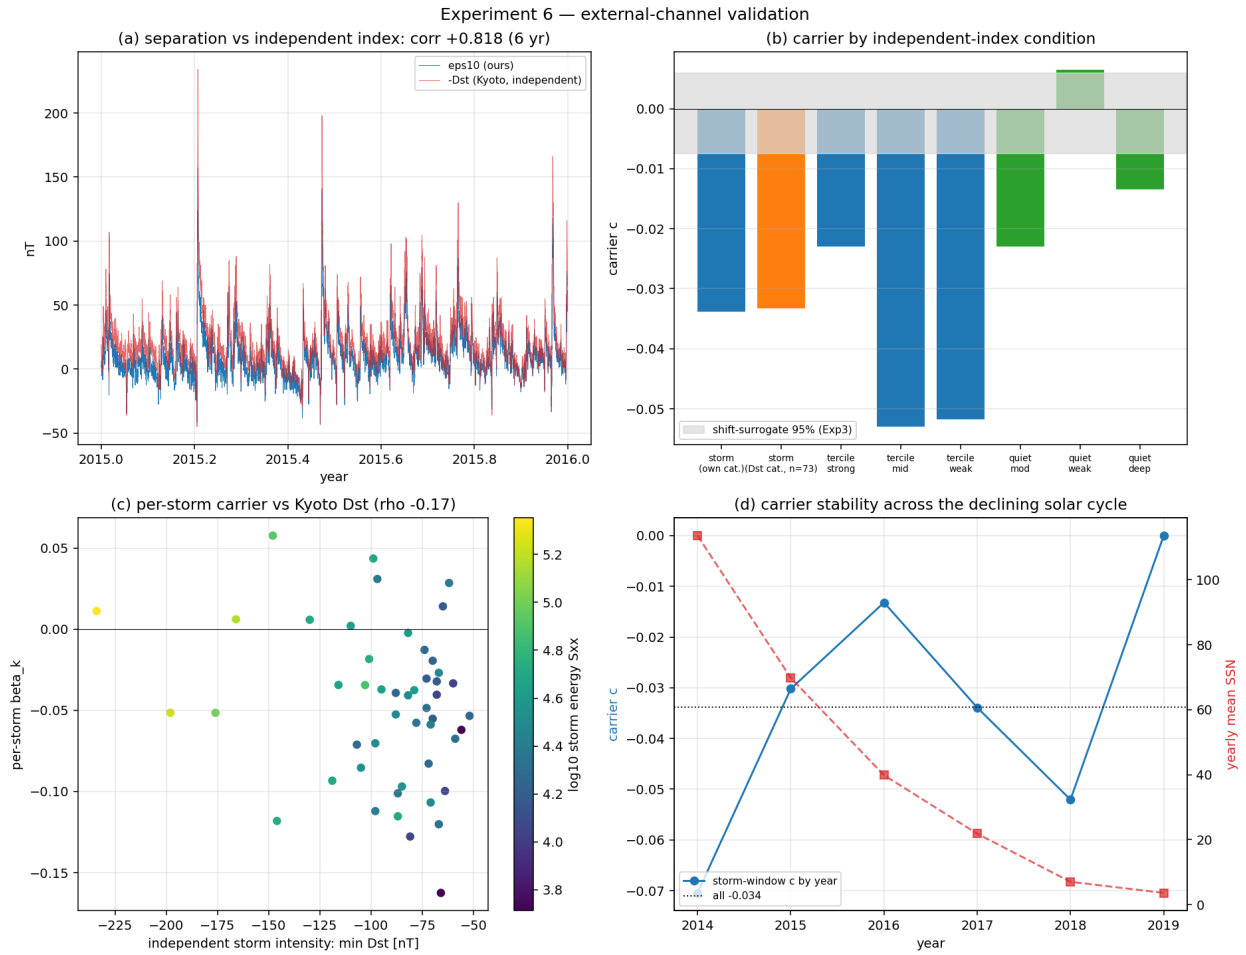 Experiment 6 — external-channel validation
(a) separation vs independent index: corr +0.818 (6 yr)
eps10 (ours)
-Dst (Kyoto, independent)
nT
200
150
100
50
0
−50
2015.0
2015.2
2015.4
2015.6
2015.8
2016.0
year
(b) carrier by independent-index condition
carrier c
0.00
−0.01
−0.02
−0.03
−0.04
−0.05
shift-surrogate 95% (Exp3)
storm
(own cat.)
storm
(Dst cat., n=73)
tercile
strong
tercile
mid
tercile
weak
quiet
mod
quiet
weak
quiet
deep
(c) per-storm carrier vs Kyoto Dst (rho -0.17)
per-storm beta_k
0.05
0.00
−0.05
−0.10
−0.15
−225
−200
−175
−150
−125
−100
−75
−50
independent storm intensity: min Dst [nT]
5.2
5.0
4.8
4.6
4.4
4.2
4.0
3.8
log10 storm energy Sxx
(d) carrier stability across the declining solar cycle
carrier c
0.00
−0.01
−0.02
−0.03
−0.04
−0.05
−0.06
−0.07
storm-window c by year
all -0.034
2014
2015
2016
2017
2018
2019
year
100
80
60
40
20
0
yearly mean SSN